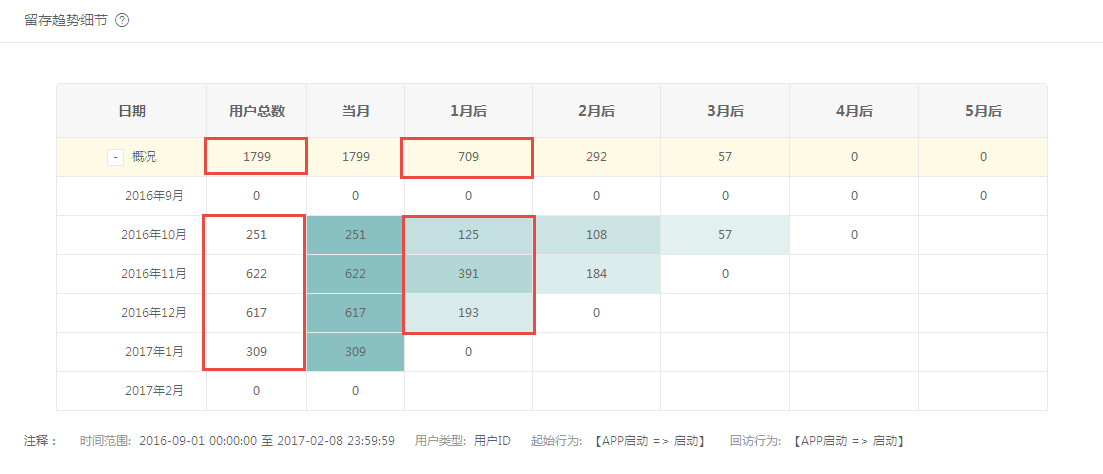 留存趋势细节 ?
日期 用户总数 当月 1月后 2月后 3月后 4月后 5月后
- 概况 1799 1799 709 292 57 0 0
2016年9月 0 0 0 0 0 0 0
2016年10月 251 251 125 108 57 0
2016年11月 622 622 391 184 0
2016年12月 617 617 193 0
2017年1月 309 309 0
2017年2月 0 0
注释： 时间范围: 2016-09-01 00:00:00 至 2017-02-08 23:59:59 用户类型: 用户ID 起始行为: 【APP启动 => 启动】 回访行为: 【APP启动 => 启动】